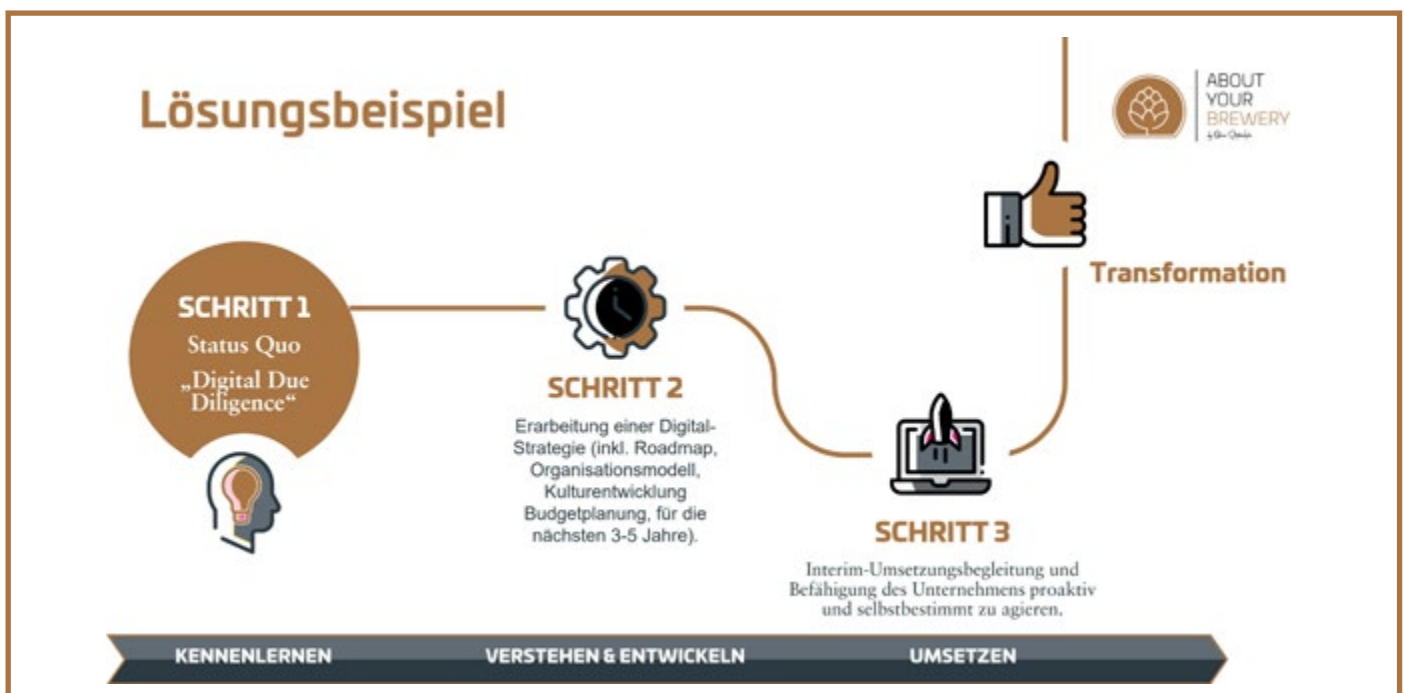 Lösungsbeispiel
ABOUT
YOUR
BREWERY
SCHRITT 1
Status Quo
„Digital Due
Diligence“
SCHRITT 2
Erarbeitung einer Digital-
Strategie (inkl. Roadmap,
Organisationsmodell,
Kulturentwicklung
Budgetplanung, für die
nächsten 3-5 Jahre).
SCHRITT 3
Interim-Umsetzungsbegleitung und
Befähigung des Unternehmens proaktiv
und selbstbestimmt zu agieren.
Transformation
KENNENLERNEN
VERSTEHEN & ENTWICKELN
UMSETZEN